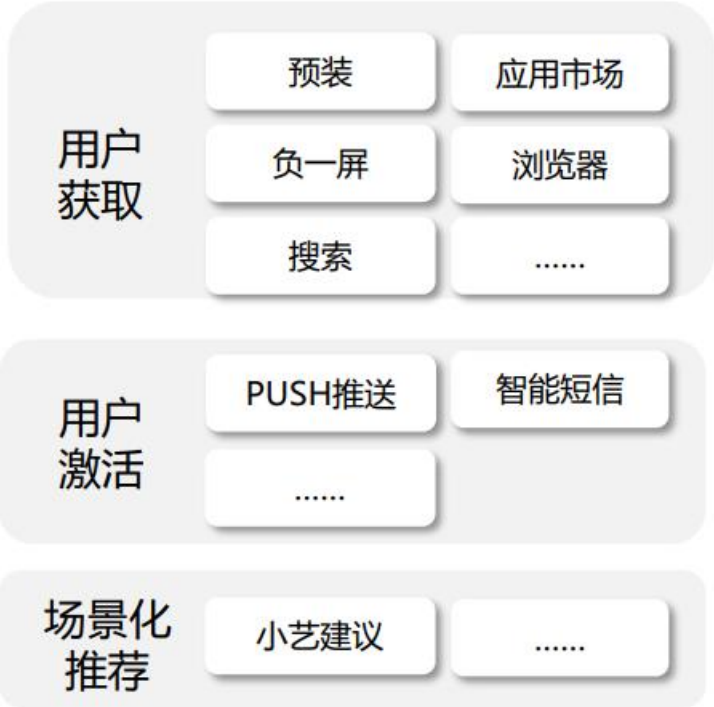 用户
获取
预装
应用市场
负一屏
浏览器
搜索
......
用户
激活
PUSH推送
智能短信
......
场景化
推荐
小艺建议
......